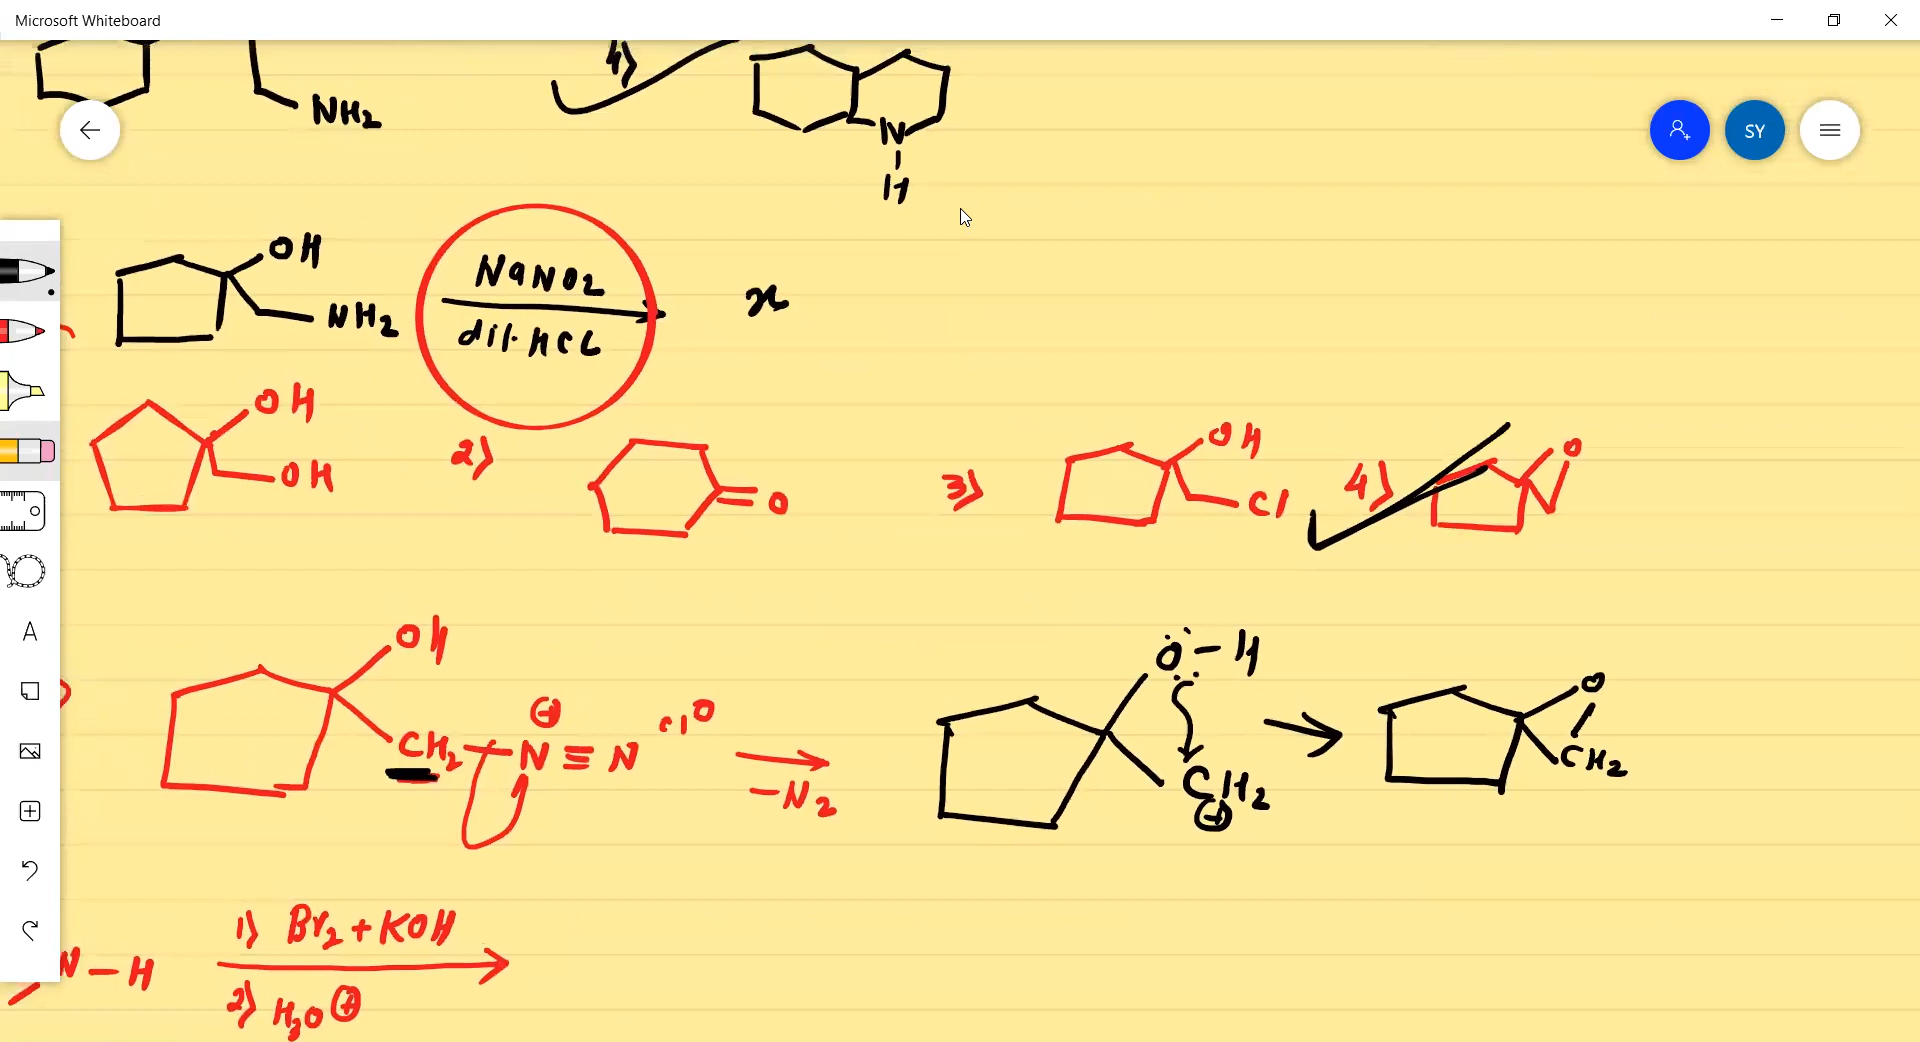 Microsoft Whiteboard
4)
NH2
N
H
SY
OH
NaNO2
NH2
dil. HCL
x
OH
OH
2)
O
3)
OH
Cl
4)
O
OH
⊕
CH2 N≡N Cl⊖
-N2
Ö-H
CH2
⊕
O
CH2
A
1) Br2+KOH
N-H
2) H3O⊕